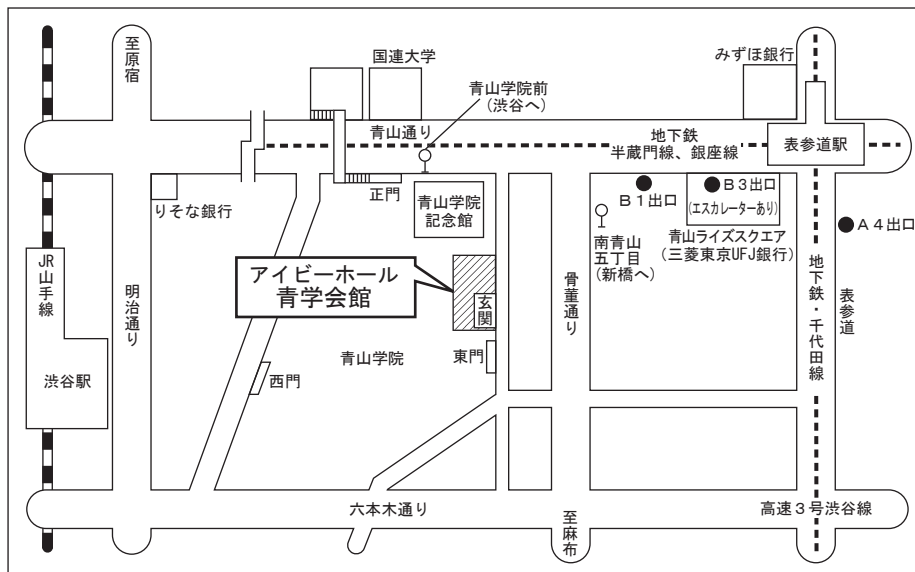 至原宿
国連大学
青山学院前
(渋谷へ)
みずほ銀行
青山通り
地下鉄
半蔵門線、銀座線
表参道駅
りそな銀行
正門
青山学院
記念館
B1出口
B3出口
(エスカレーターあり)
南青山
五丁目
(新橋へ)
青山ライズスクエア
(三菱東京UFJ銀行)
A4出口
アイビーホール
青学会館
玄関
JR山手線
明治通り
骨董通り
地下鉄・千代田線
表参道
渋谷駅
青山学院
東門
西門
六本木通り
至麻布
高速3号渋谷線